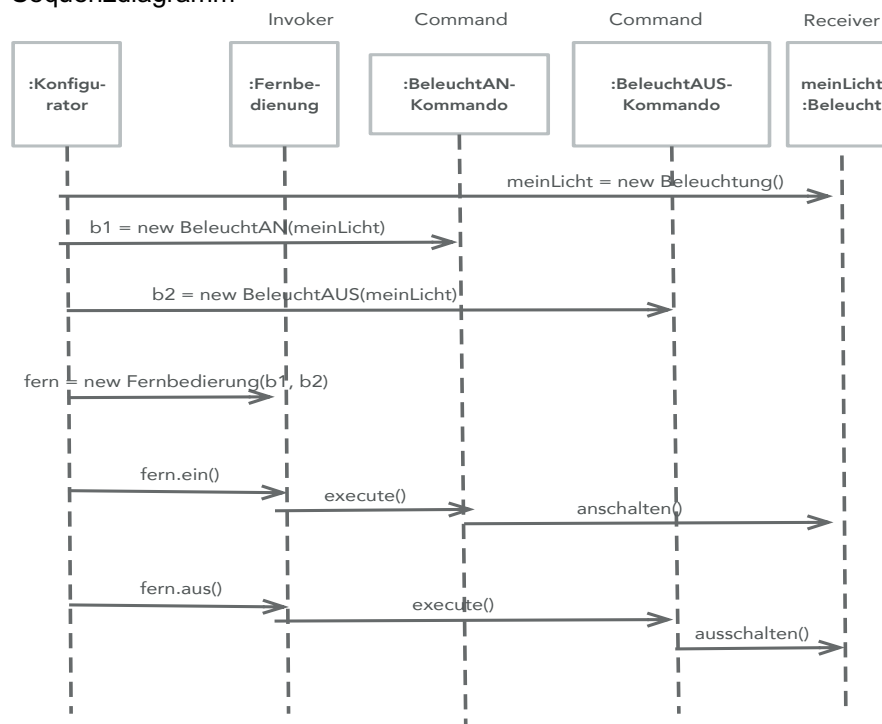 Sequenzdiagramm
Invoker
Command
Command
Receiver
:Konfigu-
rator
:Fernbe-
dienung
:BeleuchtAN-
Kommando
:BeleuchtAUS-
Kommando
meinLicht
:Beleucht
meinLicht = new Beleuchtung()
b1 = new BeleuchtAN(meinLicht)
b2 = new BeleuchtAUS(meinLicht)
fern = new Fernbedierung(b1, b2)
fern.ein()
execute()
anschalten()
fern.aus()
execute()
ausschalten()